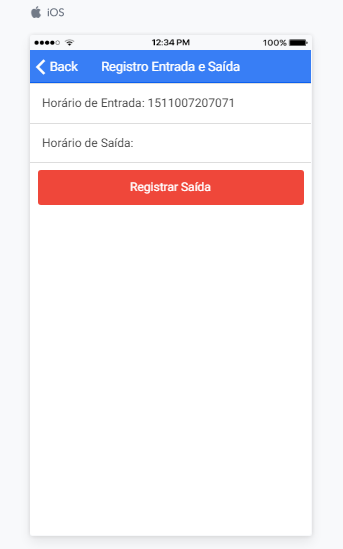 iOS
12:34 PM 100%
Back Registro Entrada e Saída
Horário de Entrada: 1511007207071
Horário de Saída:
Registrar Saída